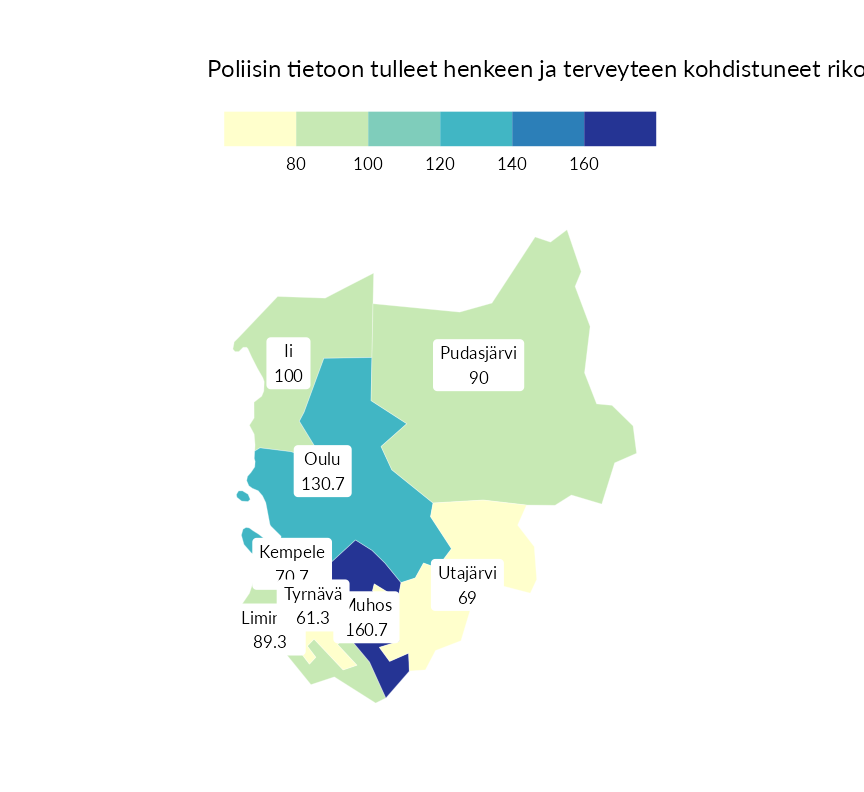 Poliisin tietoon tulleet henkeen ja terveyteen kohdistuneet riko
80 100 120 140 160
Ii
100
Pudasjärvi
90
Oulu
130.7
Kempele
70.7
Utajärvi
69
Tyrnävä
61.3
Muhos
160.7
Limin
89.3